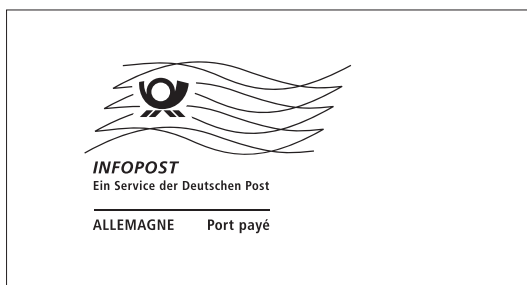 INFOPOST
Ein Service der Deutschen Post
ALLEMAGNE Port payé